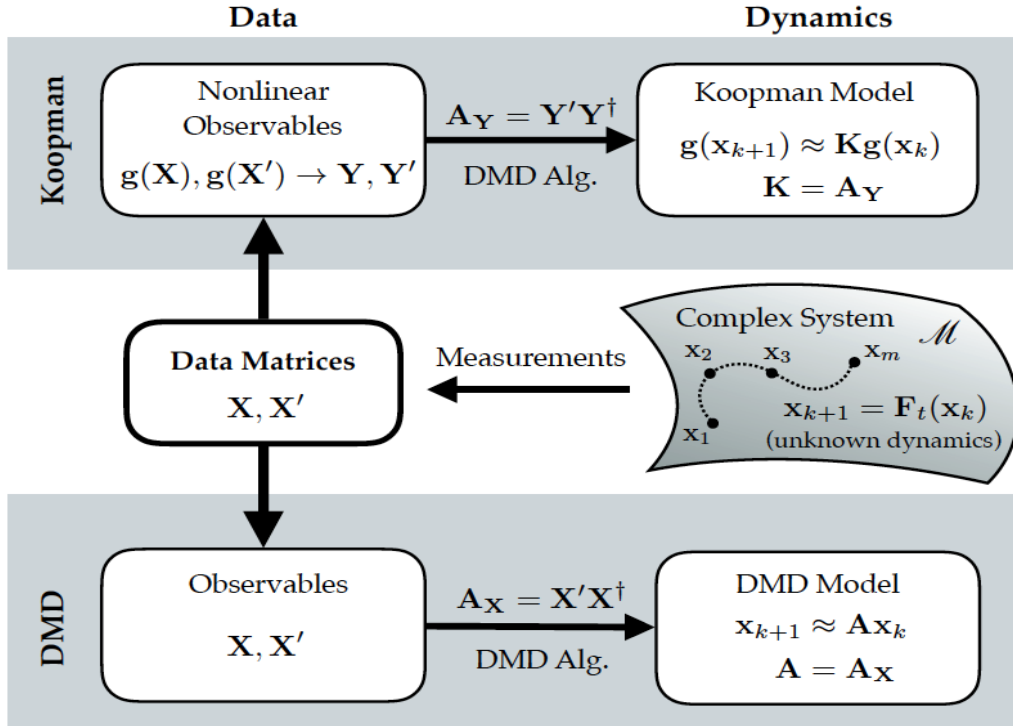 Data
Dynamics
Koopman
Nonlinear
Observables
g(X), g(X′) → Y, Y′
A_Y = Y′Y†
DMD Alg.
Koopman Model
g(x_{k+1}) ≈ Kg(x_k)
K = A_Y
Data Matrices
X, X′
Measurements
Complex System
ℳ
x_2
x_3
x_m
x_1
x_{k+1} = F_t(x_k)
(unknown dynamics)
DMD
Observables
X, X′
A_X = X′X†
DMD Alg.
DMD Model
x_{k+1} ≈ Ax_k
A = A_X